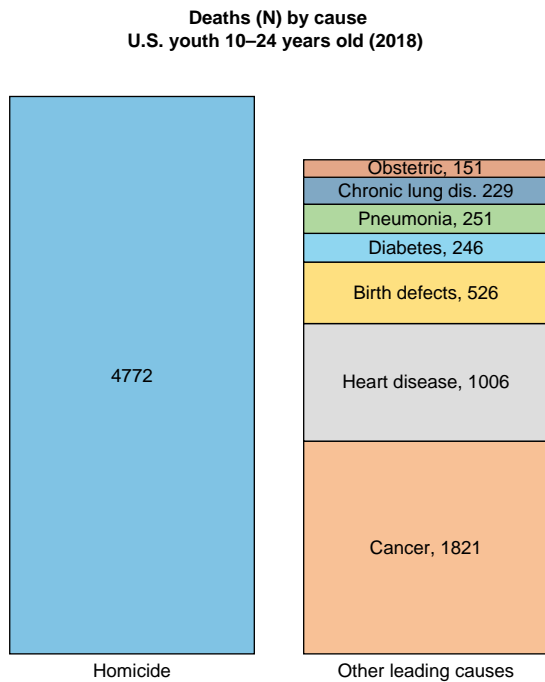 Deaths (N) by cause
U.S. youth 10–24 years old (2018)
4772
Homicide
Obstetric, 151
Chronic lung dis. 229
Pneumonia, 251
Diabetes, 246
Birth defects, 526
Heart disease, 1006
Cancer, 1821
Other leading causes